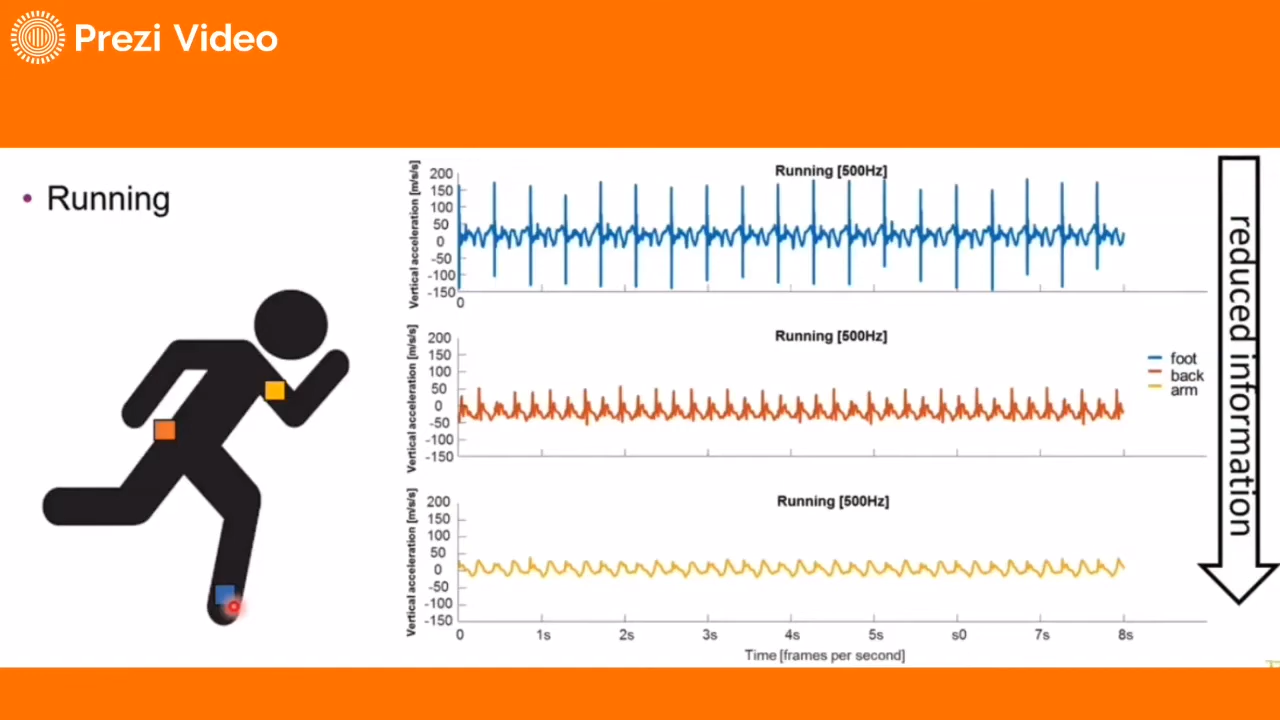 Prezi Video
• Running
Running [500Hz]
Vertical acceleration [m/s/s]
200
150
100
50
0
-50
-100
-150
0
Running [500Hz]
Vertical acceleration [m/s/s]
200
150
100
50
0
-50
-100
-150
foot
back
arm
Running [500Hz]
Vertical acceleration [m/s/s]
200
150
100
50
0
-50
-100
-150
0 1s 2s 3s 4s 5s s0 7s 8s
Time [frames per second]
reduced information